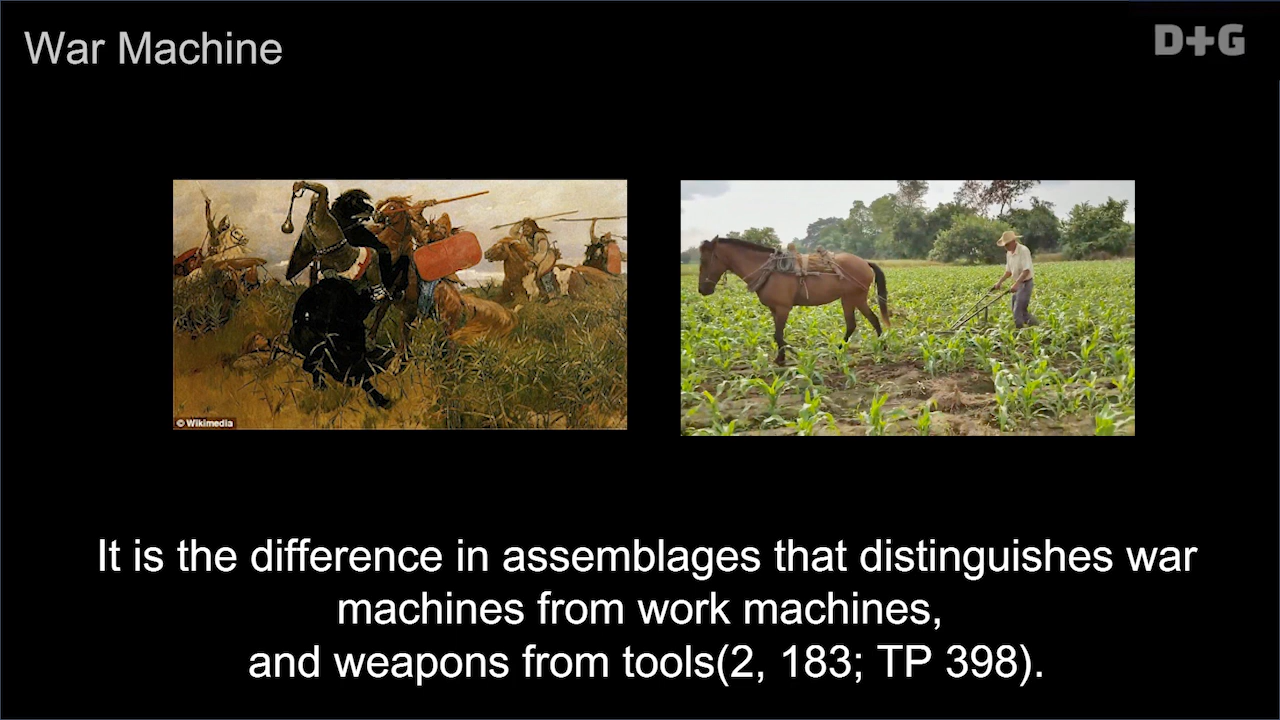 War Machine
D+G
© Wikimedia
It is the difference in assemblages that distinguishes war
machines from work machines,
and weapons from tools(2, 183; TP 398).